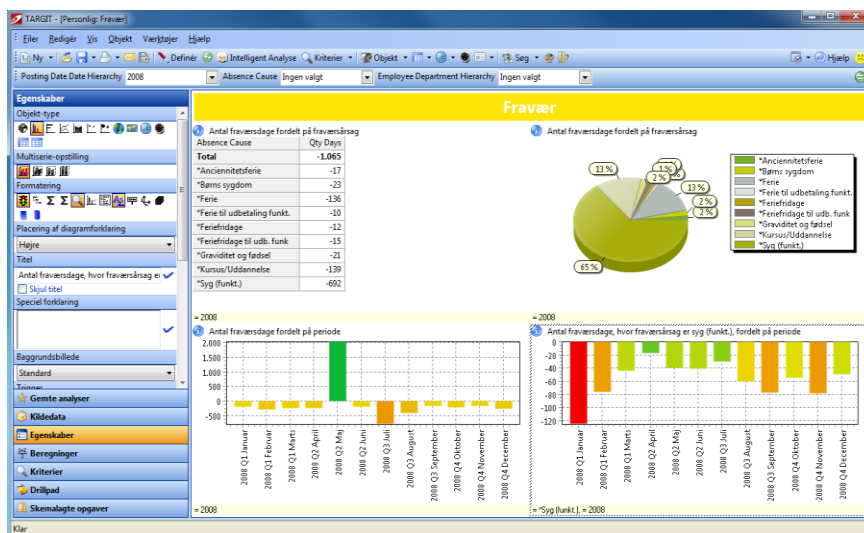 TARGIT - [Personlig: Fravær]
Filer Redigér Vis Objekt Værktøjer Hjælp
Ny Definér Intelligent Analyse Kriterier Objekt Søg Hjælp
Posting Date Date Hierarchy 2008 Absence Cause Ingen valgt Employee Department Hierarchy Ingen valgt
Egenskaber
Objekt-type
Multiserie-opstilling
Formatering
Placering af diagramforklaring
Højre
Titel
Antal fraværsdage, hvor fraværsårsag er
Skjul titel
Speciel forklaring
Baggrundsbillede
Standard
Trigger
Gemte analyser
Kildedata
Egenskaber
Beregninger
Kriterier
Drillpad
Skemalagte opgaver
Klar
Fravær
Antal fraværsdage fordelt på fraværsårsag
Absence Cause Qty Days
Total -1.065
*Anciennitetsferie -17
*Børns sygdom -23
*Ferie -136
*Ferie til udbetaling funkt. -10
*Feriefridage -12
*Feriefridage til udb. funk -15
*Graviditet og fødsel -21
*Kursus/Uddannelse -139
*Syg (funkt.) -692
= 2008
Antal fraværsdage fordelt på fraværsårsag
13 %
1 %
2 %
13 %
2 %
2 %
65 %
*Anciennitetsferie
*Børns sygdom
*Ferie
*Ferie til udbetaling funkt.
*Feriefridage
*Feriefridage til udb. funk
*Graviditet og fødsel
*Kursus/Uddannelse
*Syg (funkt.)
= 2008
Antal fraværsdage fordelt på periode
2.000
1.500
1.000
500
0
-500
2008 Q1 Januar
2008 Q1 Februar
2008 Q1 Marts
2008 Q2 April
2008 Q2 Maj
2008 Q2 Juni
2008 Q3 Juli
2008 Q3 August
2008 Q3 September
2008 Q4 Oktober
2008 Q4 November
2008 Q4 December
= 2008
Antal fraværsdage, hvor fraværsårsag er syg (funkt.), fordelt på periode
0
-20
-40
-60
-80
-100
-120
2008 Q1 Januar
2008 Q1 Februar
2008 Q1 Marts
2008 Q2 April
2008 Q2 Maj
2008 Q2 Juni
2008 Q3 Juli
2008 Q3 August
2008 Q3 September
2008 Q4 Oktober
2008 Q4 November
2008 Q4 December
= *Syg (funkt.), = 2008